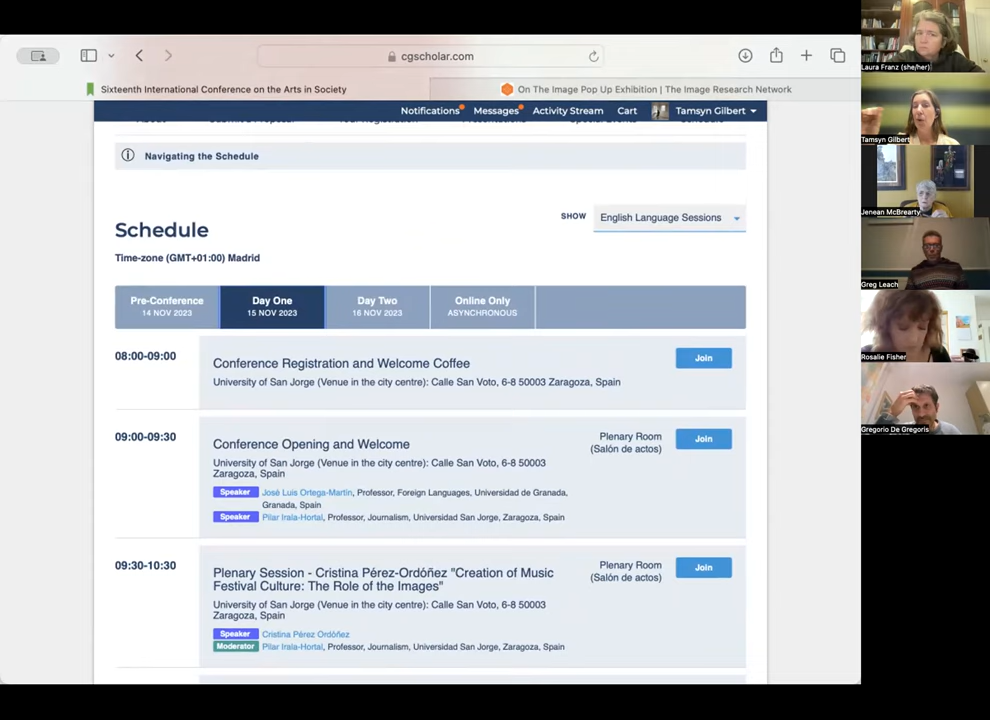 cgscholar.com
Sixteenth International Conference on the Arts in Society
On The Image Pop Up Exhibition | The Image Research Network
Notifications Messages Activity Stream Cart Tamsyn Gilbert
Navigating the Schedule
Schedule
SHOW English Language Sessions
Time-zone (GMT+01:00) Madrid
Pre-Conference
14 NOV 2023
Day One
15 NOV 2023
Day Two
16 NOV 2023
Online Only
ASYNCHRONOUS
08:00-09:00
Conference Registration and Welcome Coffee
University of San Jorge (Venue in the city centre): Calle San Voto, 6-8 50003 Zaragoza, Spain
Join
09:00-09:30
Conference Opening and Welcome
University of San Jorge (Venue in the city centre): Calle San Voto, 6-8 50003
Zaragoza, Spain
Speaker José Luis Ortega-Martín, Professor, Foreign Languages, Universidad de Granada,
Granada, Spain
Speaker Pilar Irala-Hortal, Professor, Journalism, Universidad San Jorge, Zaragoza, Spain
Plenary Room
(Salón de actos)
Join
09:30-10:30
Plenary Session - Cristina Pérez-Ordóñez "Creation of Music
Festival Culture: The Role of the Images"
University of San Jorge (Venue in the city centre): Calle San Voto, 6-8 50003
Zaragoza, Spain
Speaker Cristina Pérez Ordóñez
Moderator Pilar Irala-Hortal, Professor, Journalism, Universidad San Jorge, Zaragoza, Spain
Plenary Room
(Salón de actos)
Join
Laura Franz (she/her)
Tamsyn Gilbert
Jenean McBrearty
Greg Leach
Rosalie Fisher
Gregorio De Gregoris